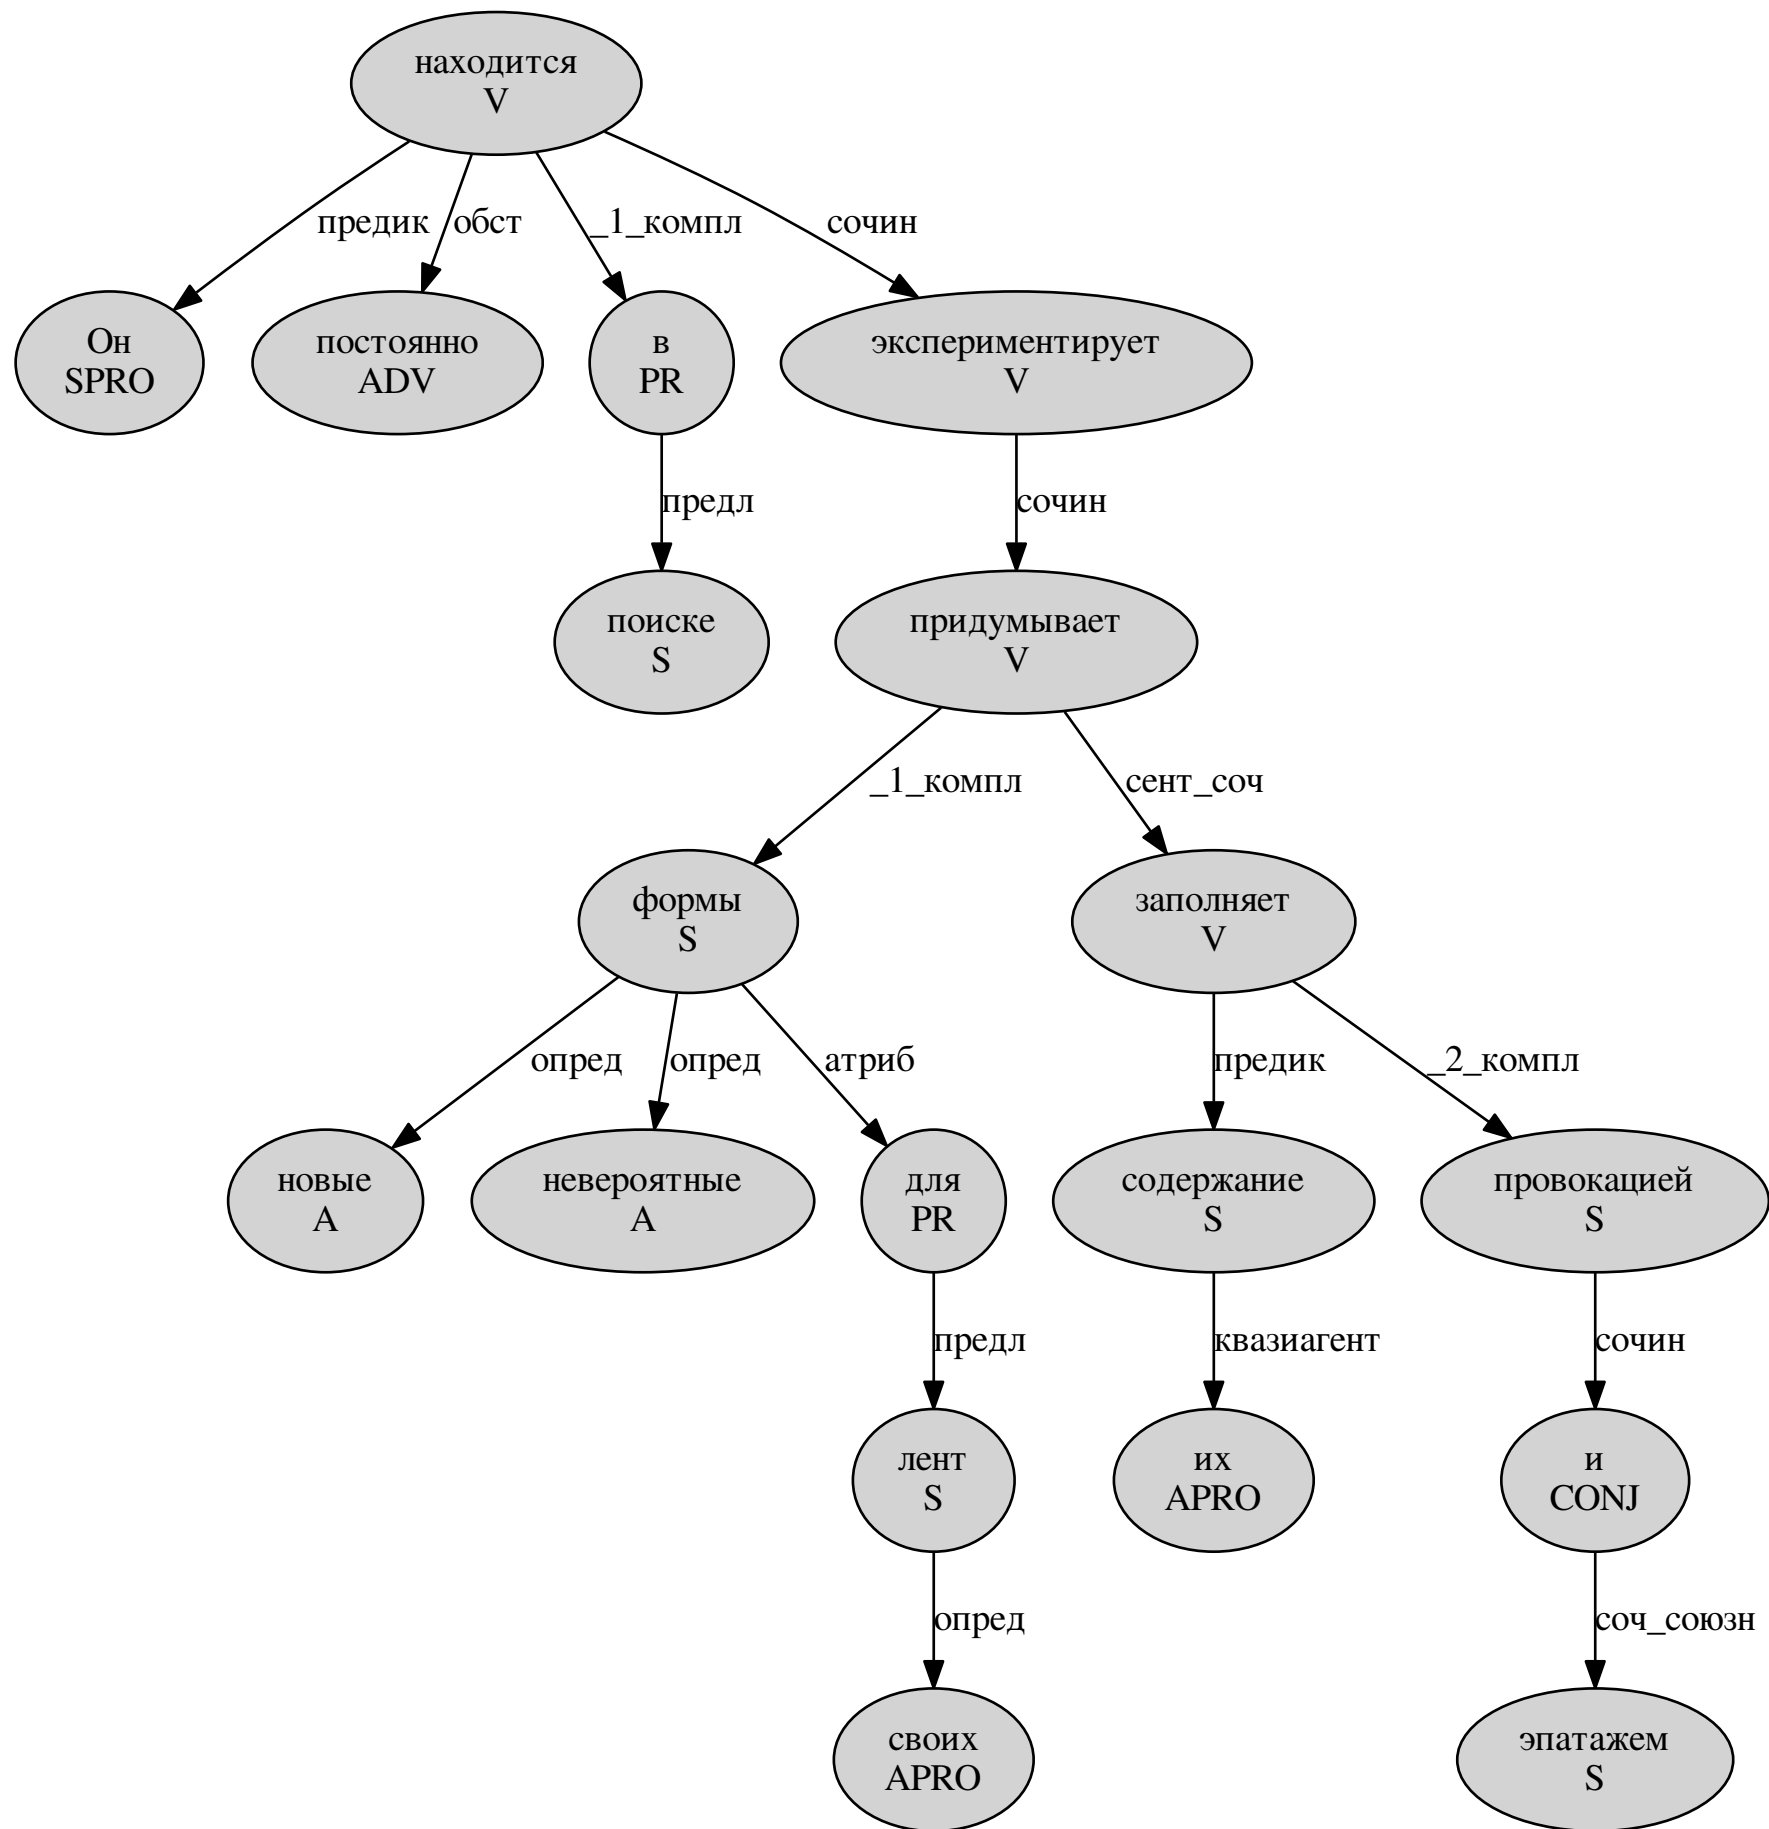 находится
V
предик
обст
_1_компл
сочин
Он
SPRO
постоянно
ADV
в
PR
экспериментирует
V
предл
сочин
поиске
S
придумывает
V
_1_компл
сент_соч
формы
S
заполняет
V
опред
опред
атриб
предик
_2_компл
новые
A
невероятные
A
для
PR
содержание
S
провокацией
S
предл
квазиагент
сочин
лент
S
их
APRO
и
CONJ
опред
соч_союзн
своих
APRO
эпатажем
S